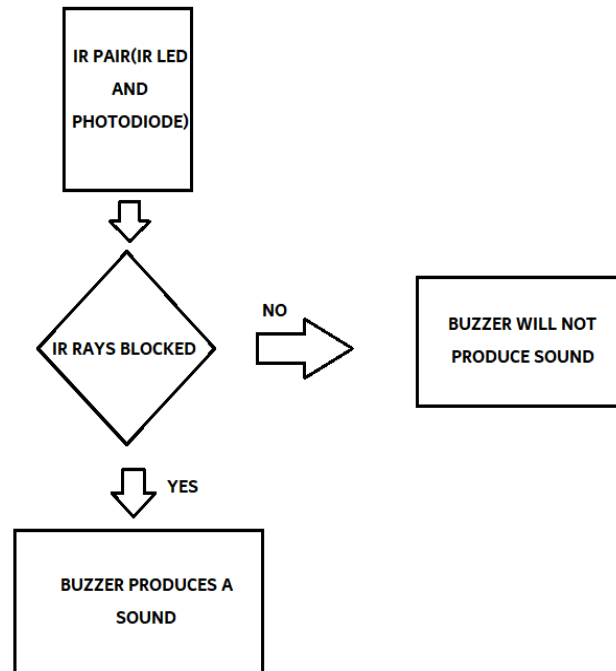 IR PAIR(IR LED
AND
PHOTODIODE)
IR RAYS BLOCKED
NO
BUZZER WILL NOT
PRODUCE SOUND
YES
BUZZER PRODUCES A
SOUND